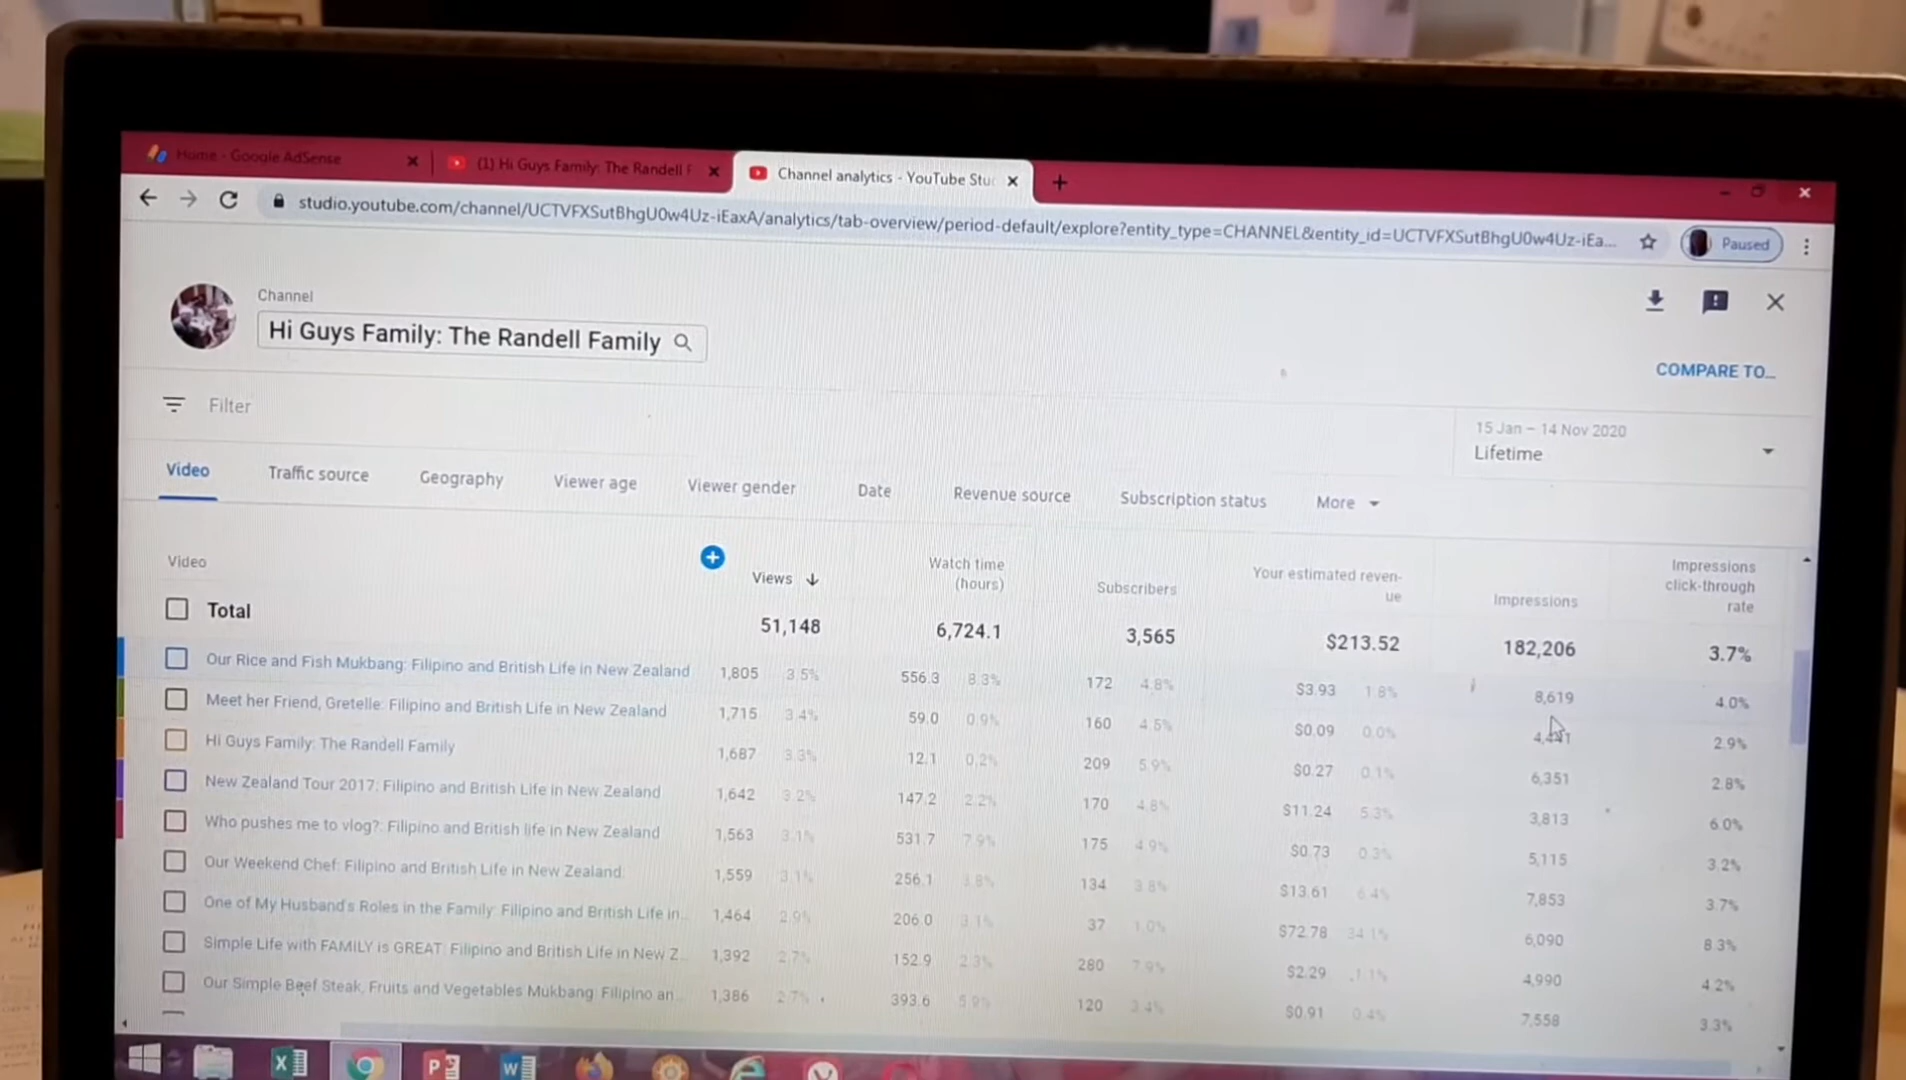 Home - Google AdSense
(1) Hi Guys Family: The Randell F
Channel analytics - YouTube Stu
studio.youtube.com/channel/UCTVFXSutBhgU0w4Uz-iEaxA/analytics/tab-overview/period-default/explore?entity_type=CHANNEL&entity_id=UCTVFXSutBhgU0w4Uz-iEa...
Paused
Channel
Hi Guys Family: The Randell Family
COMPARE TO...
Filter
15 Jan – 14 Nov 2020
Lifetime
Video Traffic source Geography Viewer age Viewer gender Date Revenue source Subscription status More
Video Views Watch time (hours) Subscribers Your estimated reven-ue Impressions Impressions click-through rate
Total 51,148 6,724.1 3,565 $213.52 182,206 3.7%
Our Rice and Fish Mukbang: Filipino and British Life in New Zealand 1,805 3.5% 556.3 8.3% 172 4.8% $3.93 1.8% 8,619 4.0%
Meet her Friend, Gretelle: Filipino and British Life in New Zealand 1,715 3.4% 59.0 0.9% 160 4.5% $0.09 0.0% 2.9%
Hi Guys Family: The Randell Family 1,687 3.3% 12.1 0.2% 209 5.9% $0.27 0.1% 6,351 2.8%
New Zealand Tour 2017: Filipino and British Life in New Zealand 1,642 3.2% 147.2 2.2% 170 4.8% $11.24 5.3% 3,813 6.0%
Who pushes me to vlog?: Filipino and British life in New Zealand 1,563 3.1% 531.7 7.9% 175 4.9% $0.73 0.3% 5,115 3.2%
Our Weekend Chef: Filipino and British Life in New Zealand 1,559 3.1% 256.1 3.8% 134 3.8% $13.61 6.4% 7,853 3.7%
One of My Husband's Roles in the Family: Filipino and British Life in... 1,464 2.9% 206.0 3.1% 37 1.0% $72.78 34.1% 6,090 8.3%
Simple Life with FAMILY is GREAT: Filipino and British Life in New Z... 1,392 2.7% 152.9 2.3% 280 7.9% $2.29 1.1% 4,990 4.2%
Our Simple Beef Steak, Fruits and Vegetables Mukbang: Filipino an... 1,386 2.7% 393.6 5.9% 120 3.4% $0.91 0.4% 7,558 3.3%